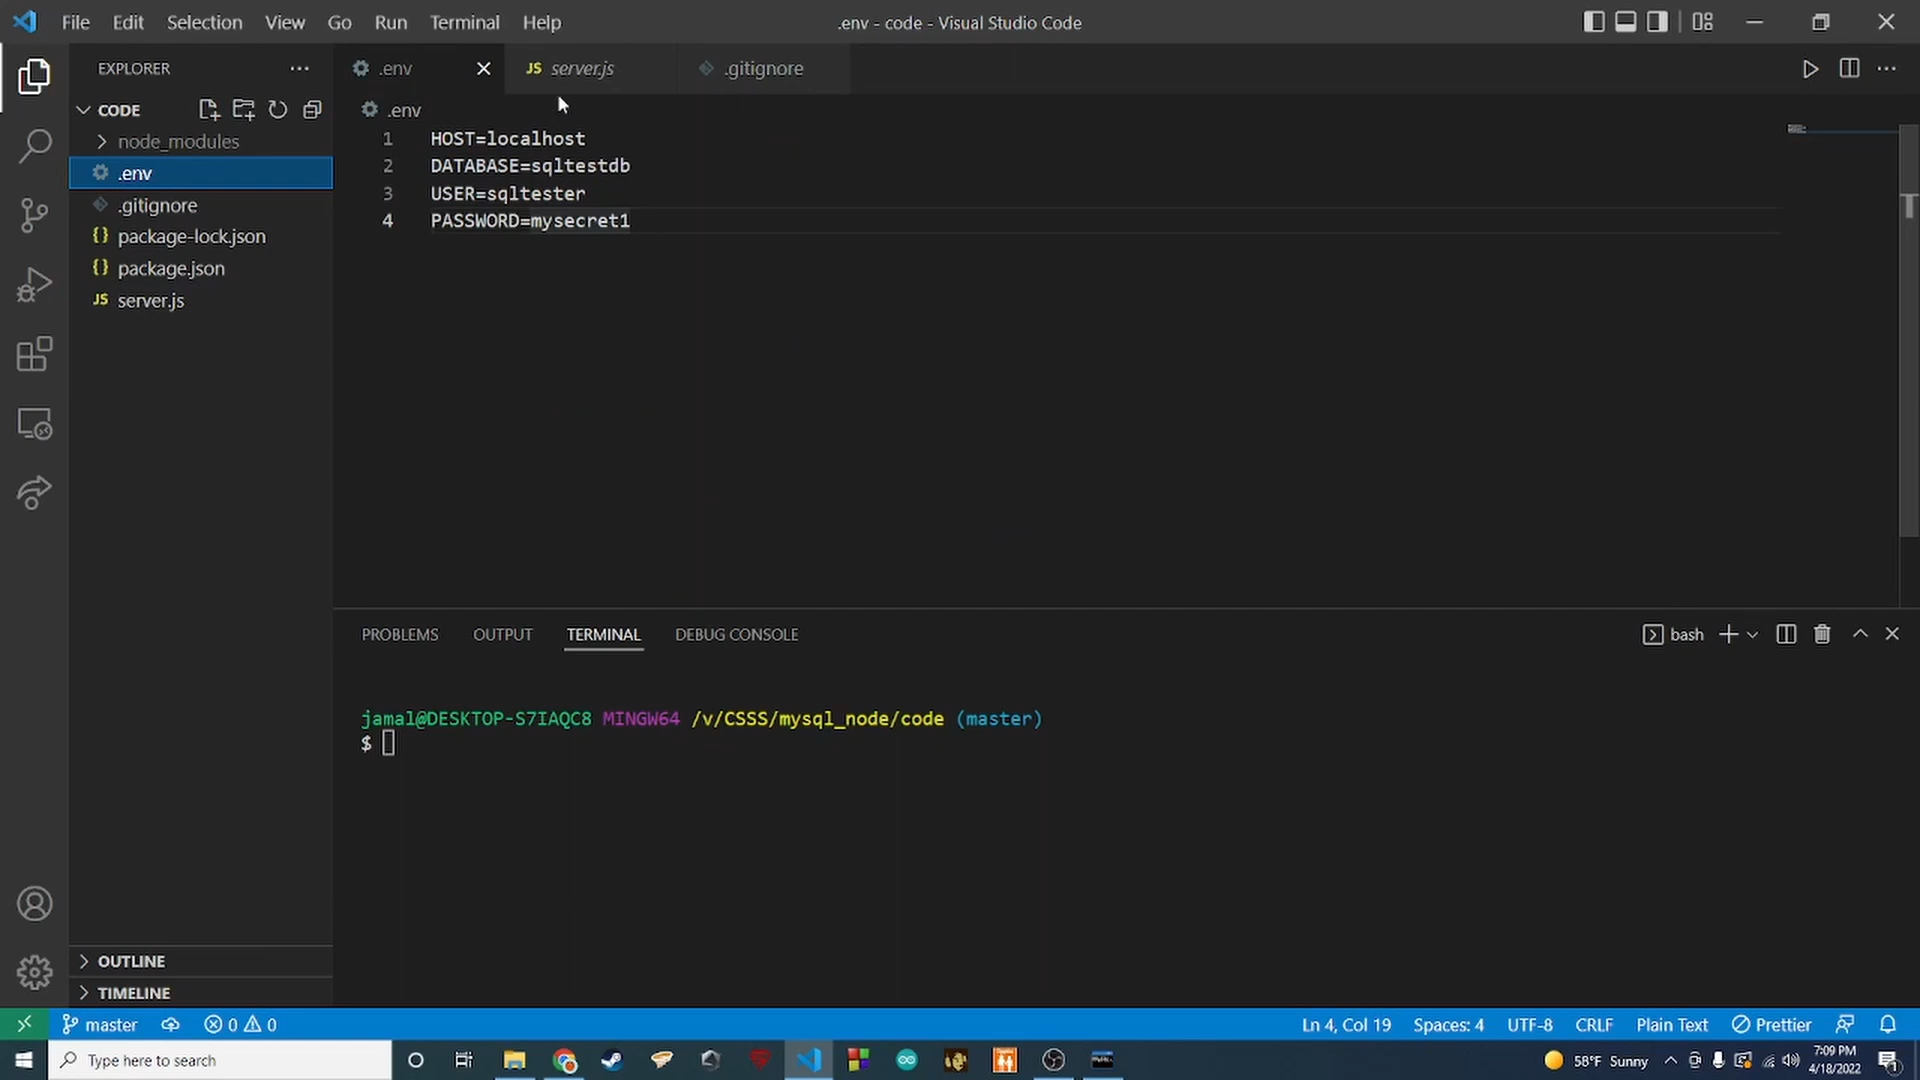 File Edit Selection View Go Run Terminal Help
.env - code - Visual Studio Code
EXPLORER
.env
JS server.js
.gitignore
CODE
.env
node_modules
.env
.gitignore
{} package-lock.json
{} package.json
JS server.js
1 HOST=localhost
2 DATABASE=sqltestdb
3 USER=sqltester
4 PASSWORD=mysecret1
PROBLEMS OUTPUT TERMINAL DEBUG CONSOLE
bash
jamal@DESKTOP-S7IAQC8 MINGW64 /v/CSSS/mysql_node/code (master)
$
OUTLINE
TIMELINE
master 0 0
Ln 4, Col 19 Spaces: 4 UTF-8 CRLF Plain Text Prettier
Type here to search
58°F Sunny
7:09 PM
4/18/2022
1